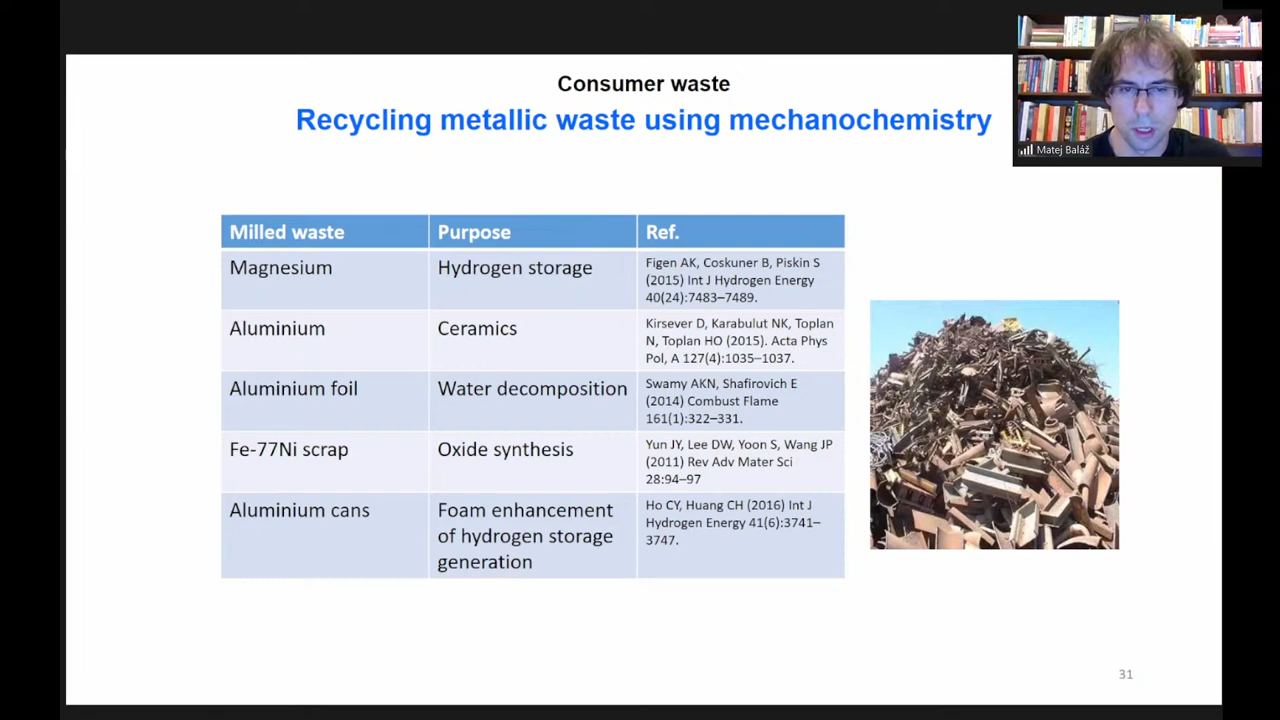 Consumer waste
Recycling metallic waste using mechanochemistry
Matej Baláž
Milled waste
Purpose
Ref.
Magnesium
Hydrogen storage
Figen AK, Coskuner B, Piskin S
(2015) Int J Hydrogen Energy
40(24):7483–7489.
Aluminium
Ceramics
Kirsever D, Karabulut NK, Toplan
N, Toplan HO (2015). Acta Phys
Pol, A 127(4):1035–1037.
Aluminium foil
Water decomposition
Swamy AKN, Shafirovich E
(2014) Combust Flame
161(1):322–331.
Fe-77Ni scrap
Oxide synthesis
Yun JY, Lee DW, Yoon S, Wang JP
(2011) Rev Adv Mater Sci
28:94–97
Aluminium cans
Foam enhancement
of hydrogen storage
generation
Ho CY, Huang CH (2016) Int J
Hydrogen Energy 41(6):3741–
3747.
31